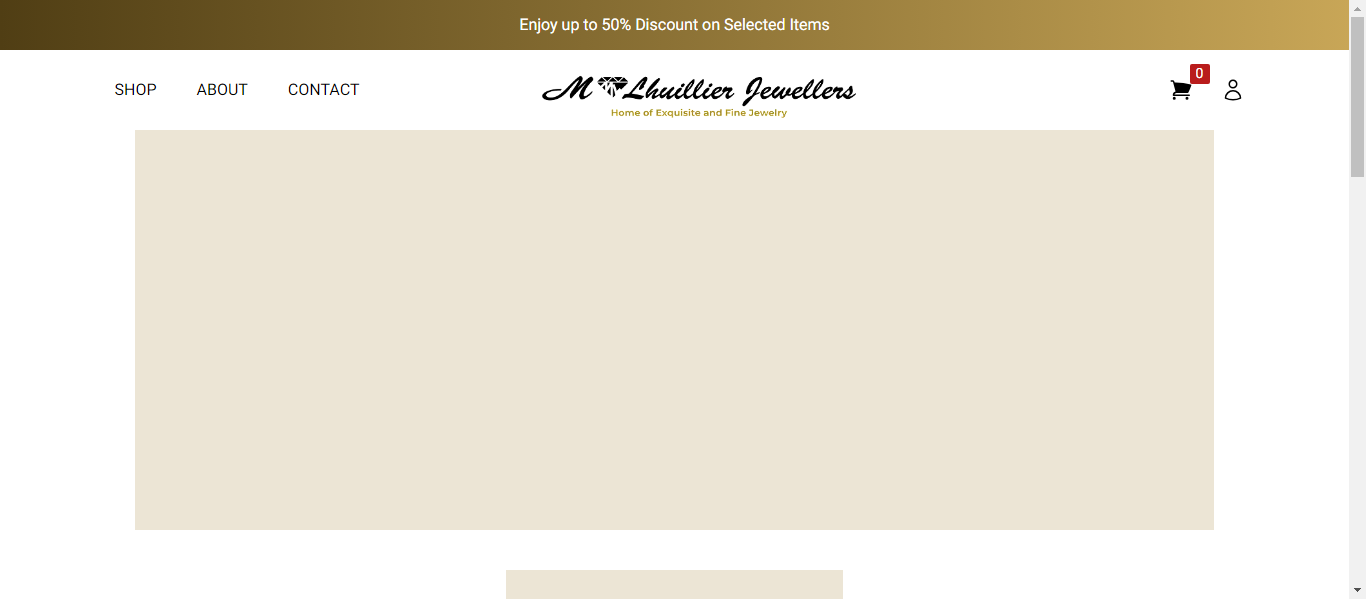 Enjoy up to 50% Discount on Selected Items
SHOP ABOUT CONTACT
M Lhuillier Jewellers
Home of Exquisite and Fine Jewelry
0